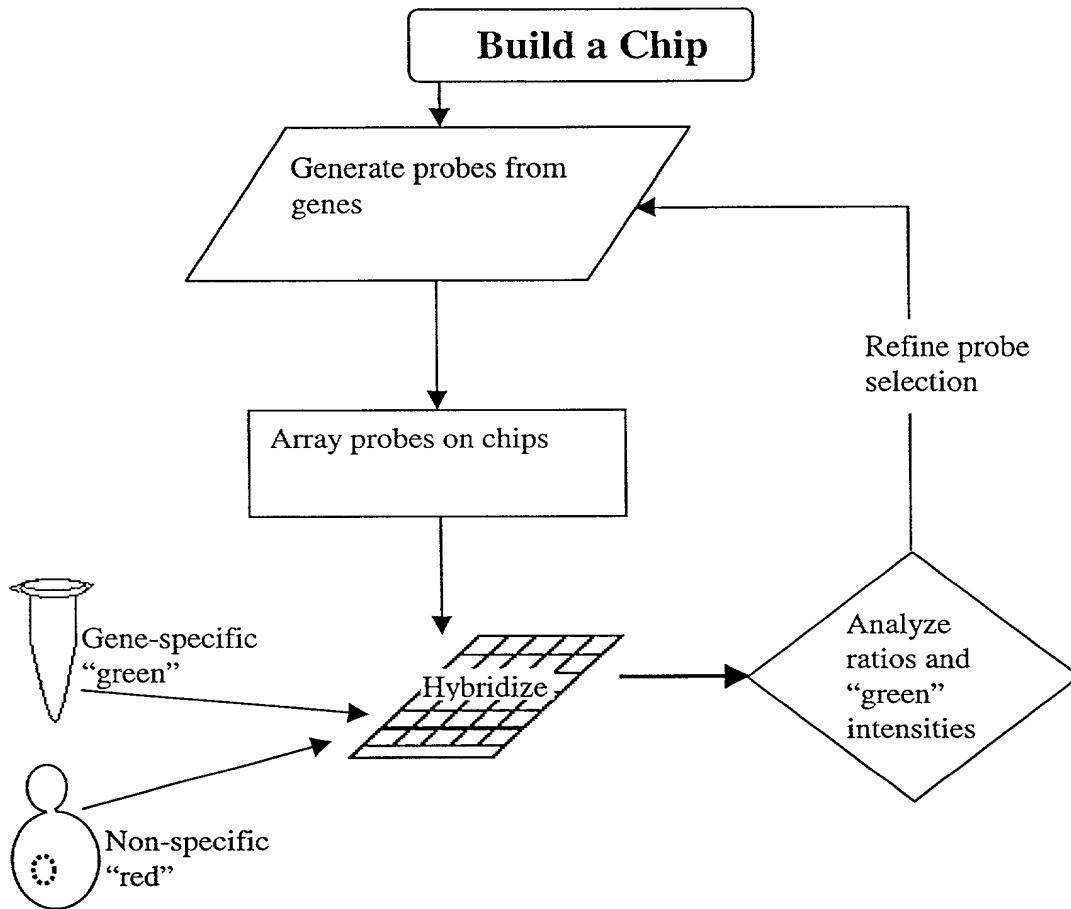 Build a Chip
Generate probes from
genes
Refine probe
selection
Array probes on chips
Gene-specific
“green”
Hybridize
Analyze
ratios and
“green”
intensities
Non-specific
“red”